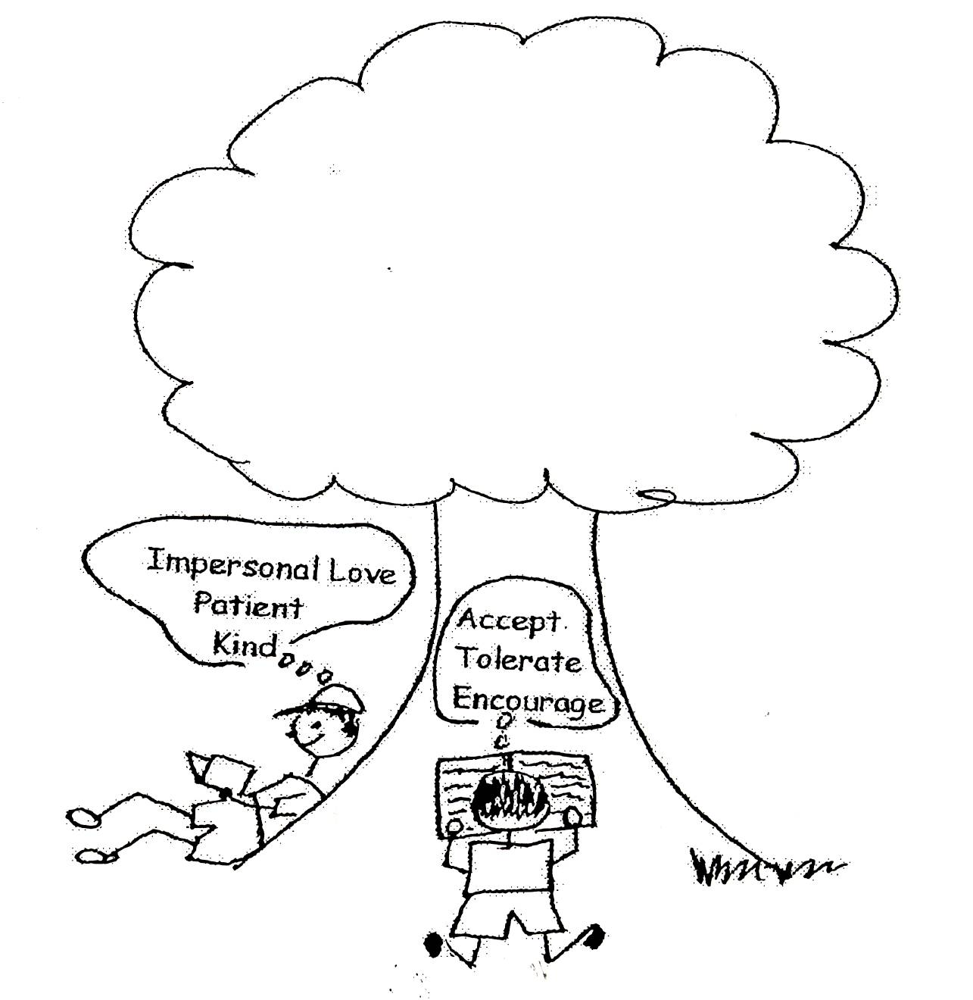 Impersonal Love
Patient
Kind
Accept
Tolerate
Encourage